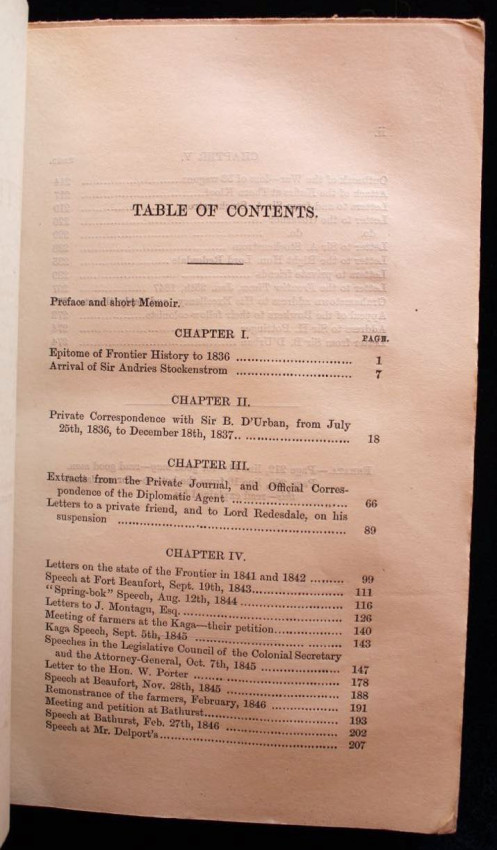 TABLE OF CONTENTS.
Preface and short Memoir.
CHAPTER I.
PAGE.
Epitome of Frontier History to 1836 .............................. 1
Arrival of Sir Andries Stockenstrom .............................. 7
CHAPTER II.
Private Correspondence with Sir B. D'Urban, from July
25th, 1836, to December 18th, 1837.. .......................... 18
CHAPTER III.
Extracts from the Private Journal, and Official Corres-
pondence of the Diplomatic Agent .............................. 66
Letters to a private friend, and to Lord Redesdale, on his
suspension .............................. 89
CHAPTER IV.
Letters on the state of the Frontier in 1841 and 1842 ......... 99
Speech at Fort Beaufort, Sept. 19th, 1843........................ 111
"Spring-bok" Speech, Aug. 12th, 1844 .......................... 116
Letters to J. Montagu, Esq. .............................. 126
Meeting of farmers at the Kaga—their petition.................. 140
Kaga Speech, Sept. 5th, 1845 .............................. 143
Speeches in the Legislative Council of the Colonial Secretary
and the Attorney-General, Oct. 7th, 1845 .................... 147
Letter to the Hon. W. Porter .............................. 178
Speech at Beaufort, Nov. 28th, 1845 .............................. 188
Remonstrance of the farmers, February, 1846 .................. 191
Meeting and petition at Bathurst.............................. 193
Speech at Bathurst, Feb. 27th, 1846 .............................. 202
Speech at Mr. Delport's.............................. 207